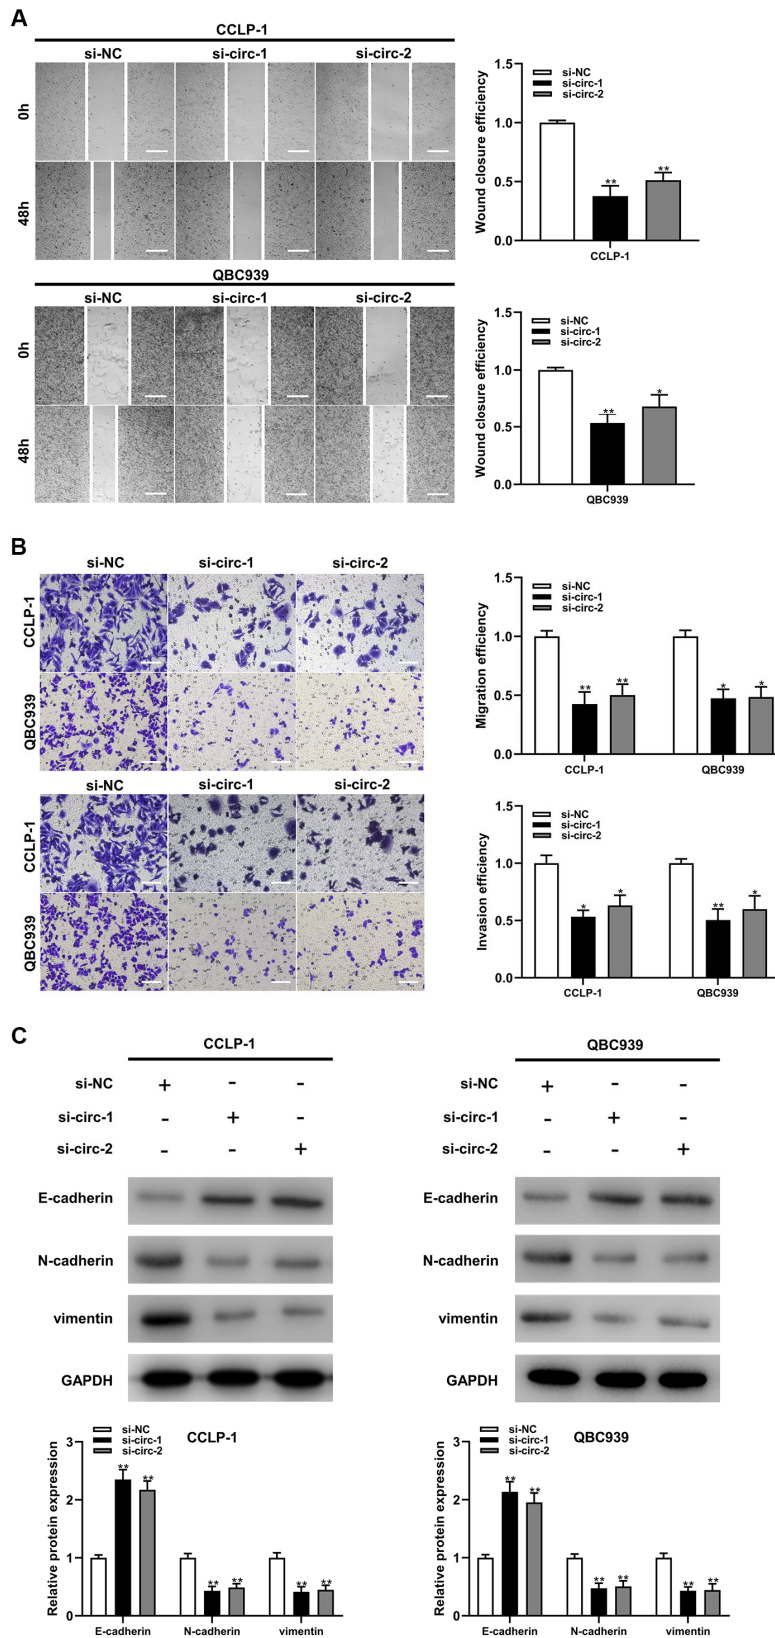 A
CCLP-1
si-NC si-circ-1 si-circ-2
0h
48h
Wound closure efficiency
1.5
1.0
0.5
0.0
si-NC
si-circ-1
si-circ-2
** **
CCLP-1
QBC939
si-NC si-circ-1 si-circ-2
0h
48h
Wound closure efficiency
1.5
1.0
0.5
0.0
si-NC
si-circ-1
si-circ-2
** *
QBC939
B
si-NC si-circ-1 si-circ-2
CCLP-1
QBC939
Migration efficiency
1.5
1.0
0.5
0.0
si-NC
si-circ-1
si-circ-2
** ** * *
CCLP-1 QBC939
si-NC si-circ-1 si-circ-2
CCLP-1
QBC939
Invasion efficiency
1.5
1.0
0.5
0.0
si-NC
si-circ-1
si-circ-2
* * ** *
CCLP-1 QBC939
C
CCLP-1
si-NC + - -
si-circ-1 - + -
si-circ-2 - - +
E-cadherin
N-cadherin
vimentin
GAPDH
QBC939
si-NC + - -
si-circ-1 - + -
si-circ-2 - - +
E-cadherin
N-cadherin
vimentin
GAPDH
Relative protein expression
3
2
1
0
si-NC
si-circ-1
si-circ-2
CCLP-1
** ** ** ** ** **
E-cadherin N-cadherin vimentin
Relative protein expression
3
2
1
0
si-NC
si-circ-1
si-circ-2
QBC939
** ** ** ** ** **
E-cadherin N-cadherin vimentin